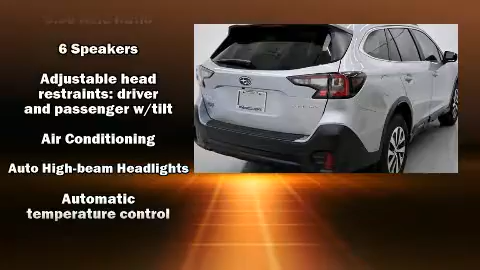 6 Speakers
Adjustable head
restraints: driver
and passenger w/tilt
Air Conditioning
Auto High-beam Headlights
Automatic
temperature control